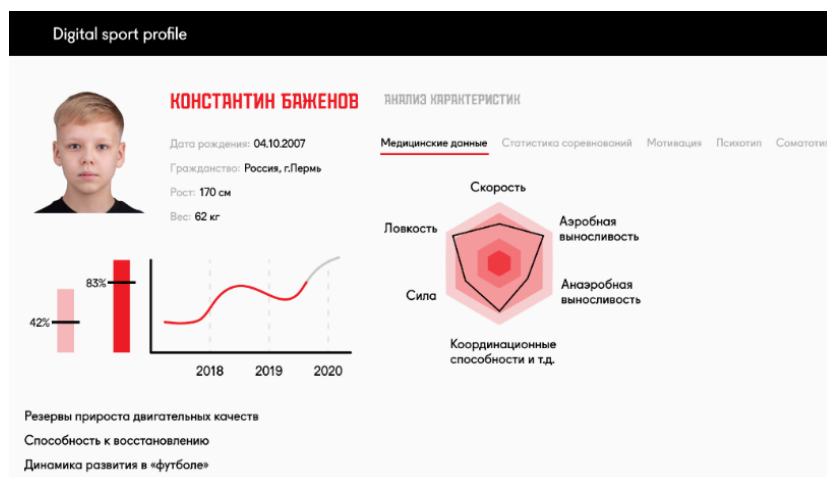 Digital sport profile
КОНСТАНТИН БАЖЕНОВ
Дата рождения: 04.10.2007
Гражданство: Россия, г.Пермь
Рост: 170 см
Вес: 62 кг
АНАЛИЗ ХАРАКТЕРИСТИК
Медицинские данные Статистика соревнований Мотивация Психотип Соматотип
Скорость
Ловкость
Аэробная
выносливость
Сила
Анаэробная
выносливость
Координационные
способности и т.д.
83%
42%
2018 2019 2020
Резервы прироста двигательных качеств
Способность к восстановлению
Динамика развития в «футболе»